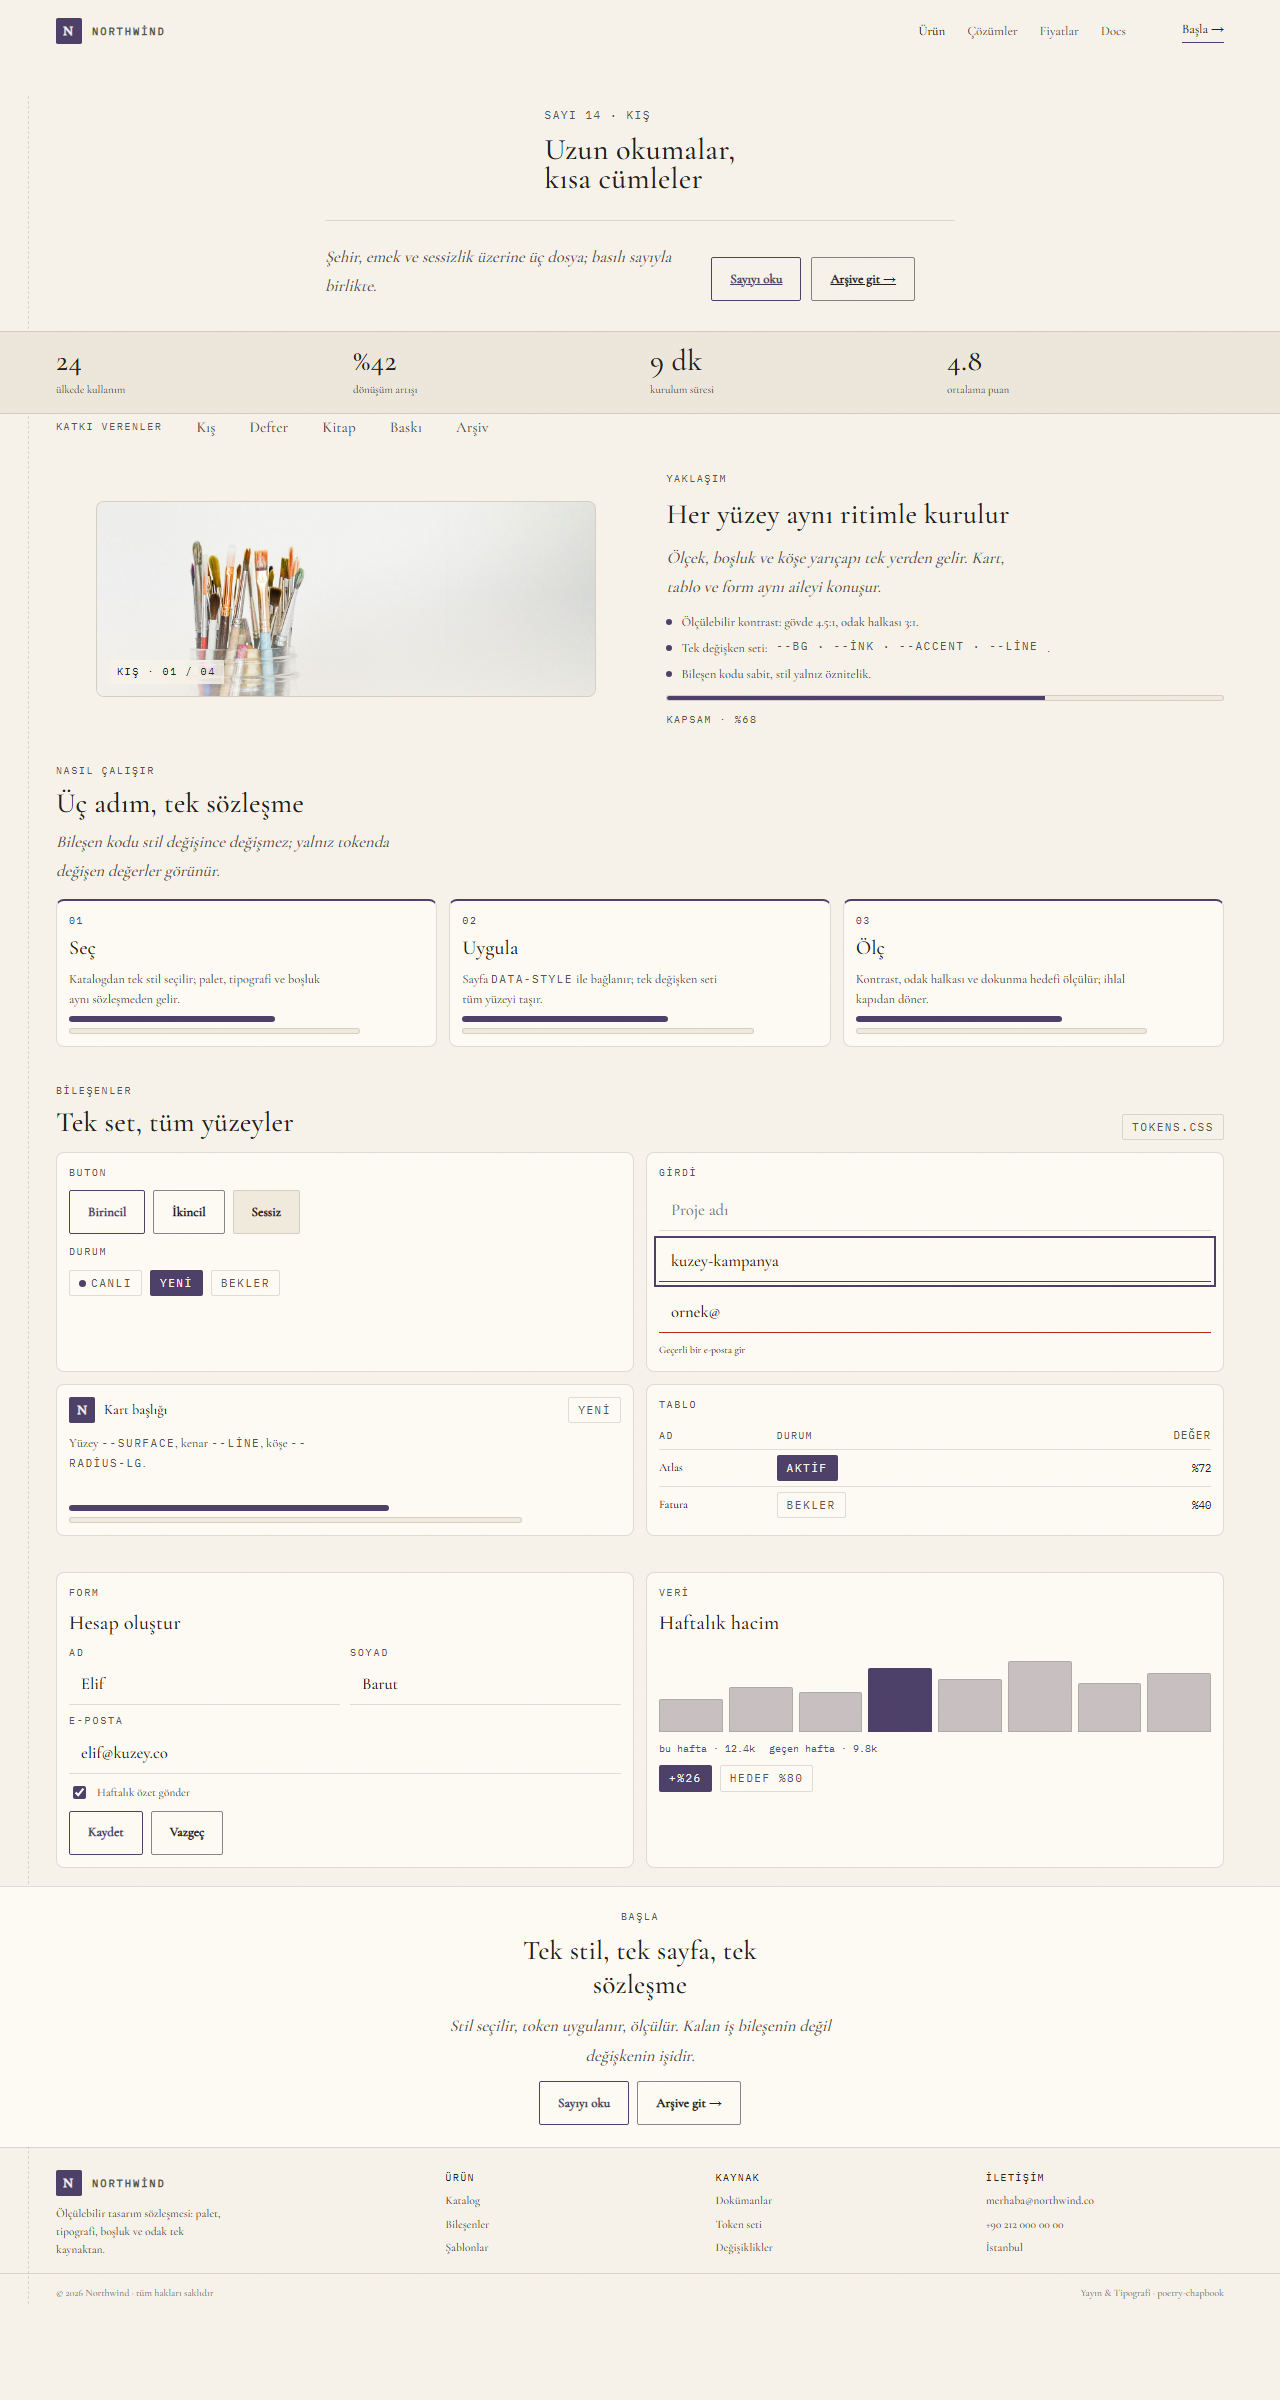 N NORTHWİND
Ürün Çözümler Fiyatlar Docs Başla →
SAYI 14 · KIŞ
Uzun okumalar,
kısa cümleler
Şehir, emek ve sessizlik üzerine üç dosya; basılı sayıyla
birlikte.
Sayıyı oku Arşive git →
24 %42 9 dk 4.8
ülkede kullanım dönüşüm artışı kurulum süresi ortalama puan
KATKI VERENLER Kış Defter Kitap Baskı Arşiv
KIŞ · 01 / 04
YAKLAŞIM
Her yüzey aynı ritimle kurulur
Ölçek, boşluk ve köşe yarıçapı tek yerden gelir. Kart,
tablo ve form aynı aileyi konuşur.
Ölçülebilir kontrast: gövde 4.5:1, odak halkası 3:1.
Tek değişken seti: --BG · --İNK · --ACCENT · --LİNE .
Bileşen kodu sabit, stil yalnız öznitelik.
KAPSAM · %68
NASIL ÇALIŞIR
Üç adım, tek sözleşme
Bileşen kodu stil değişince değişmez; yalnız tokenda
değişen değerler görünür.
01
Seç
Katalogdan tek stil seçilir; palet, tipografi ve boşluk
aynı sözleşmeden gelir.
02
Uygula
Sayfa DATA-STYLE ile bağlanır; tek değişken seti
tüm yüzeyi taşır.
03
Ölç
Kontrast, odak halkası ve dokunma hedefi ölçülür; ihlal
kapıdan döner.
BİLEŞENLER
Tek set, tüm yüzeyler
TOKENS.CSS
BUTON
Birincil İkincil Sessiz
DURUM
CANLI YENİ BEKLER
GİRDİ
Proje adı
kuzey-kampanya
ornek@
Geçerli bir e-posta gir
N Kart başlığı YENİ
Yüzey --SURFACE, kenar --LİNE, köşe --
RADİUS-LG.
TABLO
AD DURUM DEĞER
Atlas AKTİF %72
Fatura BEKLER %40
FORM
Hesap oluştur
AD SOYAD
Elif Barut
E-POSTA
elif@kuzey.co
Haftalık özet gönder
Kaydet Vazgeç
VERİ
Haftalık hacim
bu hafta · 12.4k geçen hafta · 9.8k
+%26 HEDEF %80
BAŞLA
Tek stil, tek sayfa, tek
sözleşme
Stil seçilir, token uygulanır, ölçülür. Kalan iş bileşenin değil
değişkenin işidir.
Sayıyı oku Arşive git →
N NORTHWİND
Ölçülebilir tasarım sözleşmesi: palet,
tipografi, boşluk ve odak tek
kaynaktan.
ÜRÜN
Katalog
Bileşenler
Şablonlar
KAYNAK
Dokümanlar
Token seti
Değişiklikler
İLETİŞİM
merhaba@northwind.co
+90 212 000 00 00
İstanbul
© 2026 Northwind · tüm hakları saklıdır
Yayın & Tipografi · poetry-chapbook